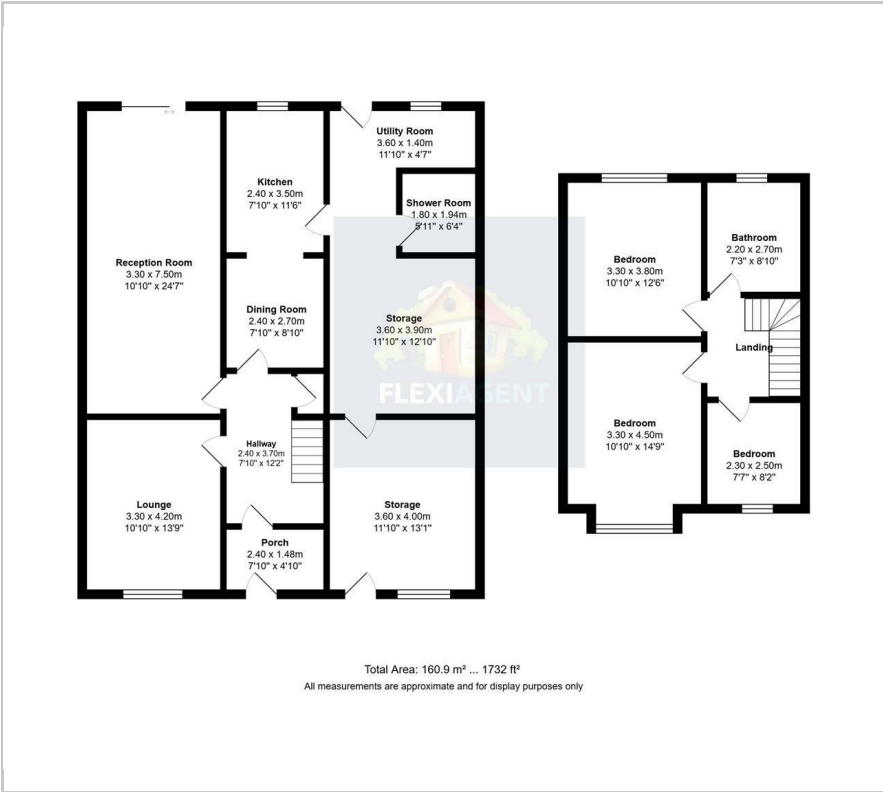 Utility Room
3.60 x 1.40m
11'10" x 4'7"
Kitchen
2.40 x 3.50m
7'10" x 11'6"
Shower Room
1.80 x 1.94m
5'11" x 6'4"
Reception Room
3.30 x 7.50m
10'10" x 24'7"
Dining Room
2.40 x 2.70m
7'10" x 8'10"
Storage
3.60 x 3.90m
11'10" x 12'10"
FLEXIAGENT
Hallway
2.40 x 3.70m
7'10" x 12'2"
Lounge
3.30 x 4.20m
10'10" x 13'9"
Storage
3.60 x 4.00m
11'10" x 13'1"
Porch
2.40 x 1.48m
7'10" x 4'10"
Bedroom
3.30 x 3.80m
10'10" x 12'6"
Bathroom
2.20 x 2.70m
7'3" x 8'10"
Landing
Bedroom
3.30 x 4.50m
10'10" x 14'9"
Bedroom
2.30 x 2.50m
7'7" x 8'2"
Total Area: 160.9 m² ... 1732 ft²
All measurements are approximate and for display purposes only